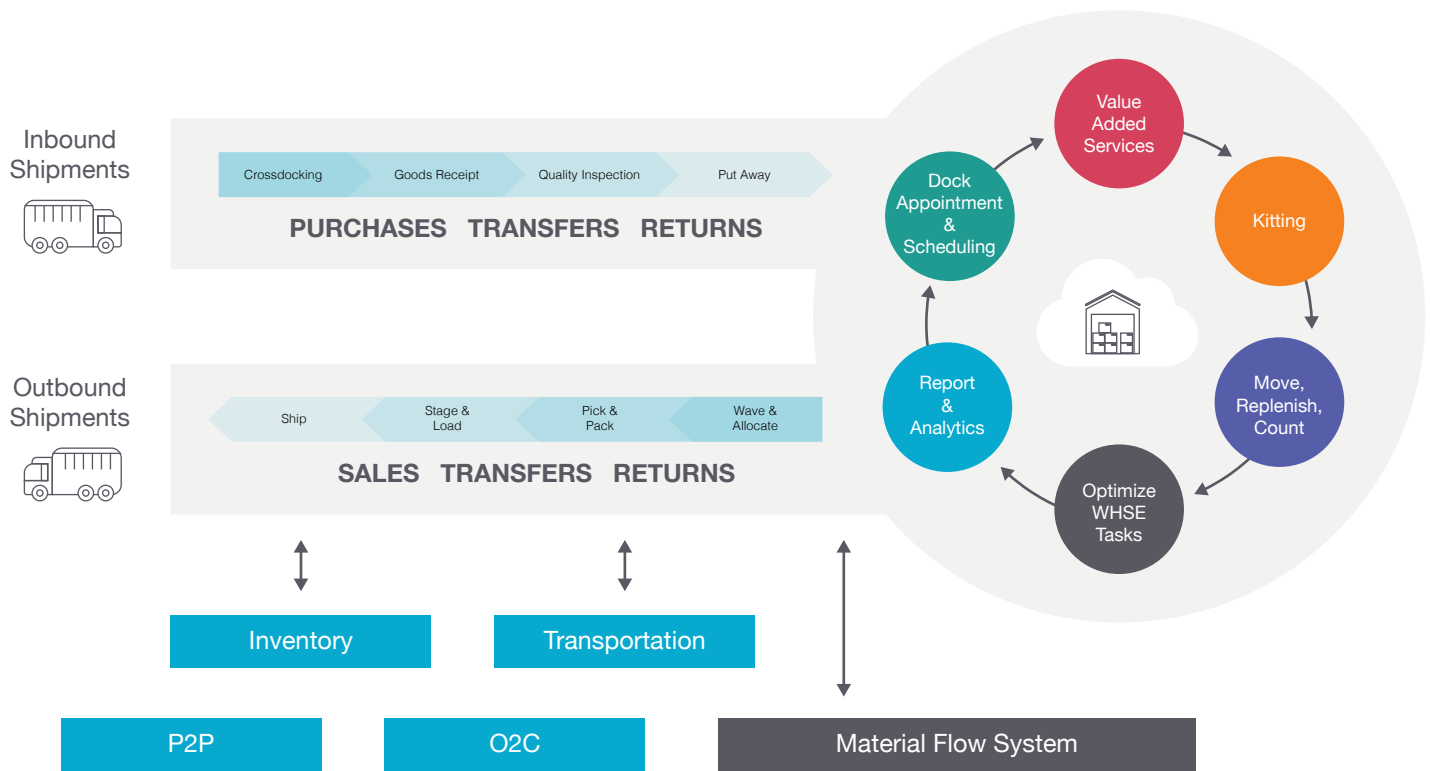 Inbound
Shipments
Crossdocking
Goods Receipt
Quality Inspection
Put Away
PURCHASES TRANSFERS RETURNS
Outbound
Shipments
Ship
Stage &
Load
Pick &
Pack
Wave &
Allocate
SALES TRANSFERS RETURNS
Value
Added
Services
Kitting
Move,
Replenish,
Count
Optimize
WHSE
Tasks
Report
&
Analytics
Dock
Appointment
&
Scheduling
Inventory
Transportation
P2P
O2C
Material Flow System